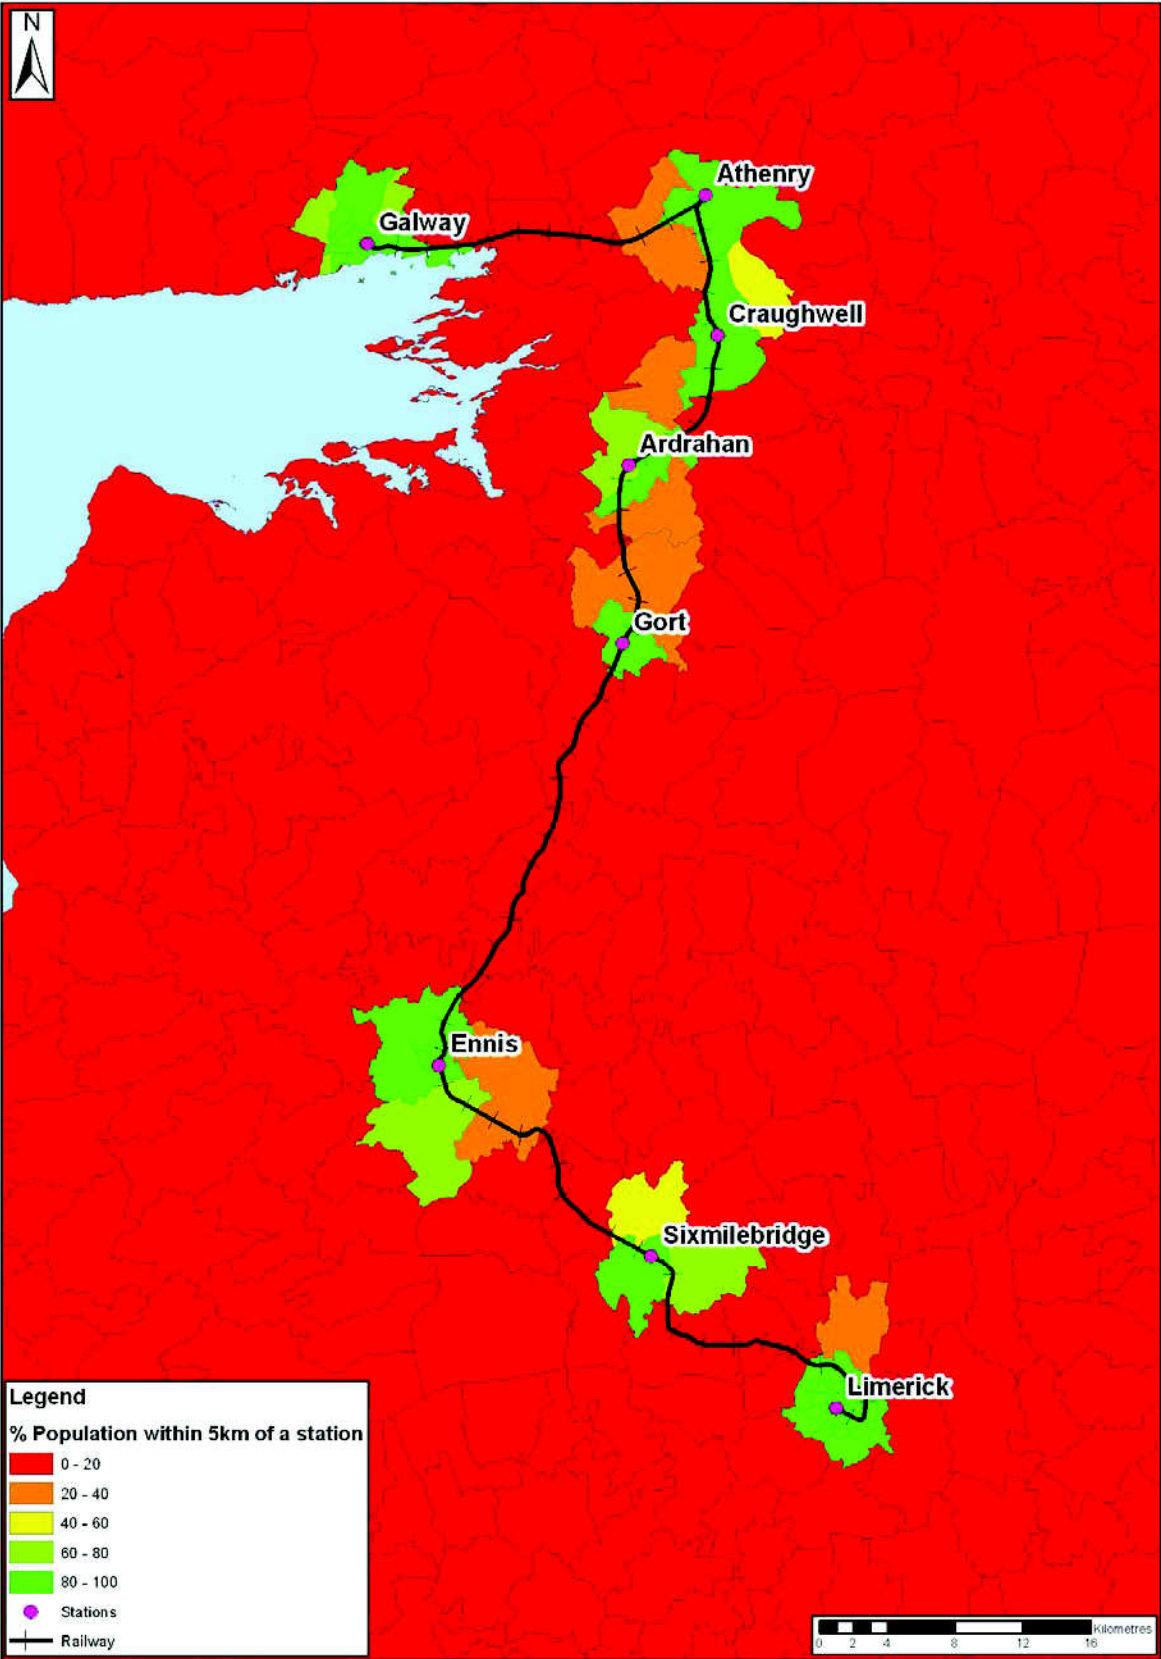 N
Athenry
Galway
Craughwell
Ardrahan
Gort
Ennis
Sixmilebridge
Limerick
Legend
% Population within 5km of a station
0 - 20
20 - 40
40 - 60
60 - 80
80 - 100
Stations
Railway
Kilometres
0 2 4 8 12 16